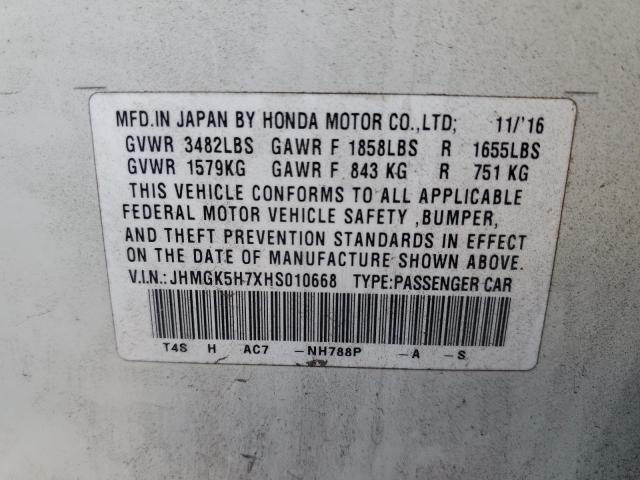 MFD.IN JAPAN BY HONDA MOTOR CO.,LTD; 11/'16
GVWR 3482LBS GAWR F 1858LBS R 1655LBS
GVWR 1579KG GAWR F 843 KG R 751 KG
THIS VEHICLE CONFORMS TO ALL APPLICABLE
FEDERAL MOTOR VEHICLE SAFETY ,BUMPER,
AND THEFT PREVENTION STANDARDS IN EFFECT
ON THE DATE OF MANUFACTURE SHOWN ABOVE.
V.I.N.:JHMGK5H7XHS010668 TYPE:PASSENGER CAR
T4S H AC7 -NH788P -A -S